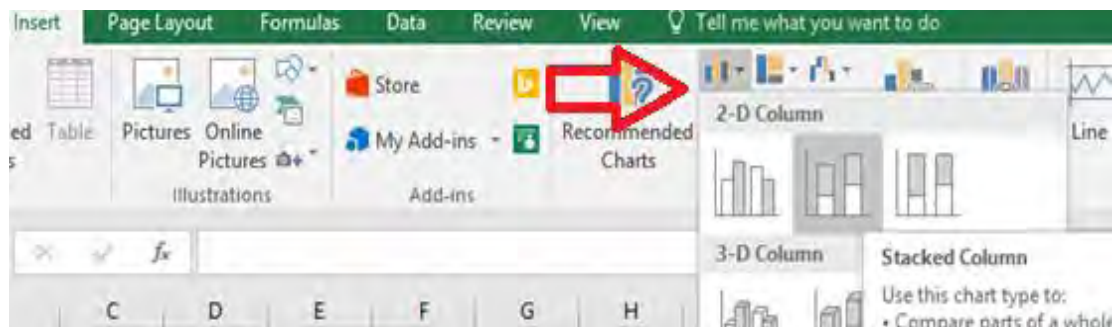 Insert Page Layout Formulas Data Review View Tell me what you want to do
Store
ed Table Pictures Online Pictures My Add-ins Recommended Charts Line
s
Illustrations Add-ins
2-D Column
fx
3-D Column
Stacked Column
C D E F G H
Use this chart type to:
• Compare parts of a whole